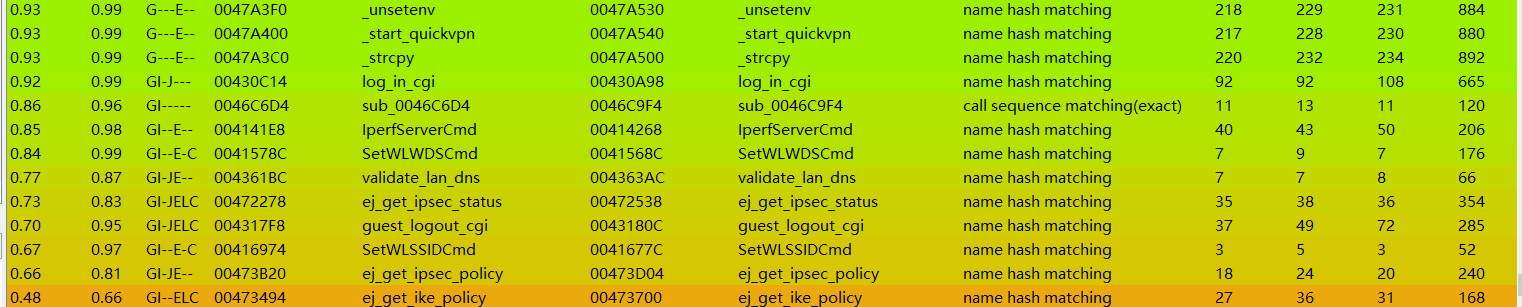 0.93 0.99 G---E-- 0047A3F0 _unsetenv 0047A530 _unsetenv name hash matching 218 229 231 884
0.93 0.99 G---E-- 0047A400 _start_quickvpn 0047A540 _start_quickvpn name hash matching 217 228 230 880
0.93 0.99 G---E-- 0047A3C0 _strcpy 0047A500 _strcpy name hash matching 220 232 234 892
0.92 0.99 GI-J--- 00430C14 log_in_cgi 00430A98 log_in_cgi name hash matching 92 92 108 665
0.86 0.96 GI----- 0046C6D4 sub_0046C6D4 0046C9F4 sub_0046C9F4 call sequence matching(exact) 11 13 11 120
0.85 0.98 GI--E-- 004141E8 IperfServerCmd 00414268 IperfServerCmd name hash matching 40 43 50 206
0.84 0.99 GI--E-C 0041578C SetWLWDSCmd 0041568C SetWLWDSCmd name hash matching 7 9 7 176
0.77 0.87 GI-JE-- 004361BC validate_lan_dns 004363AC validate_lan_dns name hash matching 7 7 8 66
0.73 0.83 GI-JELC 00472278 ej_get_ipsec_status 00472538 ej_get_ipsec_status name hash matching 35 38 36 354
0.70 0.95 GI-JELC 004317F8 guest_logout_cgi 0043180C guest_logout_cgi name hash matching 37 49 72 285
0.67 0.97 GI--E-C 00416974 SetWLSSIDCmd 0041677C SetWLSSIDCmd name hash matching 3 5 3 52
0.66 0.81 GI-JE-- 00473B20 ej_get_ipsec_policy 00473D04 ej_get_ipsec_policy name hash matching 18 24 20 240
0.48 0.66 GI--ELC 00473494 ej_get_ike_policy 00473700 ej_get_ike_policy name hash matching 27 36 31 168